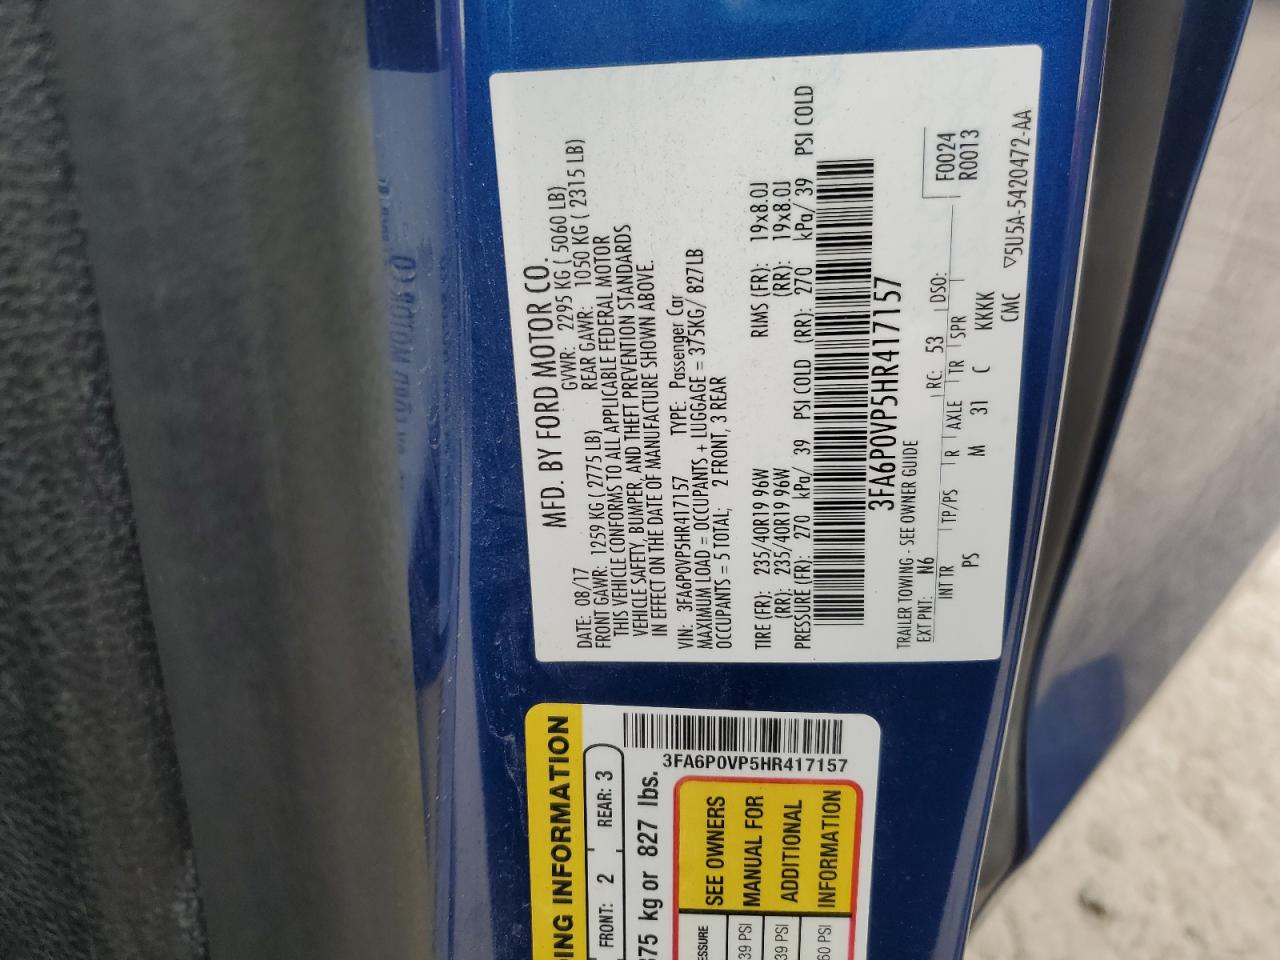 MFD. BY FORD MOTOR CO.
DATE: 08/17 GVWR: 2295 KG ( 5060 LB)
FRONT GAWR: 1259 KG ( 2775 LB) REAR GAWR: 1050 KG ( 2315 LB)
THIS VEHICLE CONFORMS TO ALL APPLICABLE FEDERAL MOTOR
VEHICLE SAFETY, BUMPER, AND THEFT PREVENTION STANDARDS
IN EFFECT ON THE DATE OF MANUFACTURE SHOWN ABOVE.
VIN: 3FA6P0VP5HR417157 TYPE: Passenger Car
MAXIMUM LOAD = OCCUPANTS + LUGGAGE = 375KG/ 827LB
OCCUPANTS = 5 TOTAL; 2 FRONT, 3 REAR
TIRE (FR): 235/40R19 96W RIMS (FR): 19x8.0J
(RR): 235/40R19 96W (RR): 19x8.0J
PRESSURE (FR): 270 kPa/ 39 PSI COLD (RR): 270 kPa/ 39 PSI COLD
3FA6P0VP5HR417157
TRAILER TOWING - SEE OWNER GUIDE
EXT PNT: N6 RC: 53 DSO: F0024
R0013
INT TR TP/PS R AXLE TR SPR
PS M 31 C KKKK
CMC ▽5U5A-5420472-AA
ING INFORMATION
FRONT: 2 REAR: 3
375 kg or 827 lbs.
3FA6P0VP5HR417157
SEE OWNERS
MANUAL FOR
ADDITIONAL
INFORMATION
ESSURE
39 PSI
39 PSI
60 PSI